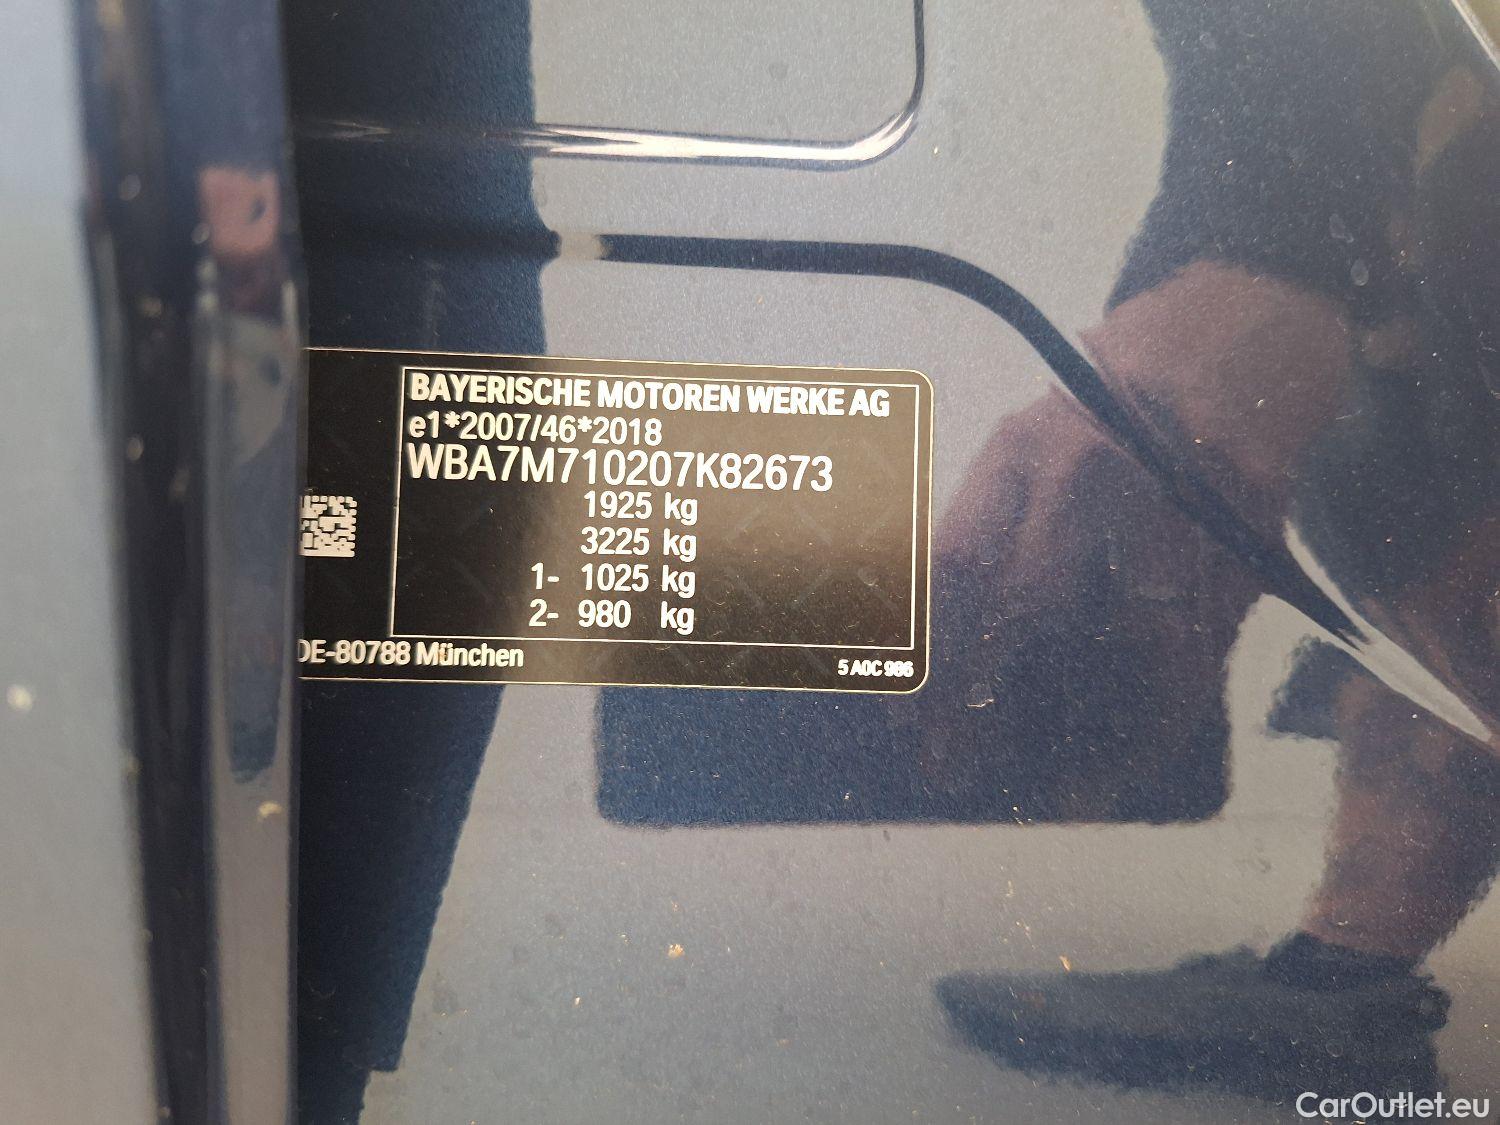 BAYERISCHE MOTOREN WERKE AG
e1*2007/46*2018
WBA7M710207K82673
1925 kg
3225 kg
1- 1025 kg
2- 980 kg
DE-80788 München
5 A0C 986
CarOutlet.eu